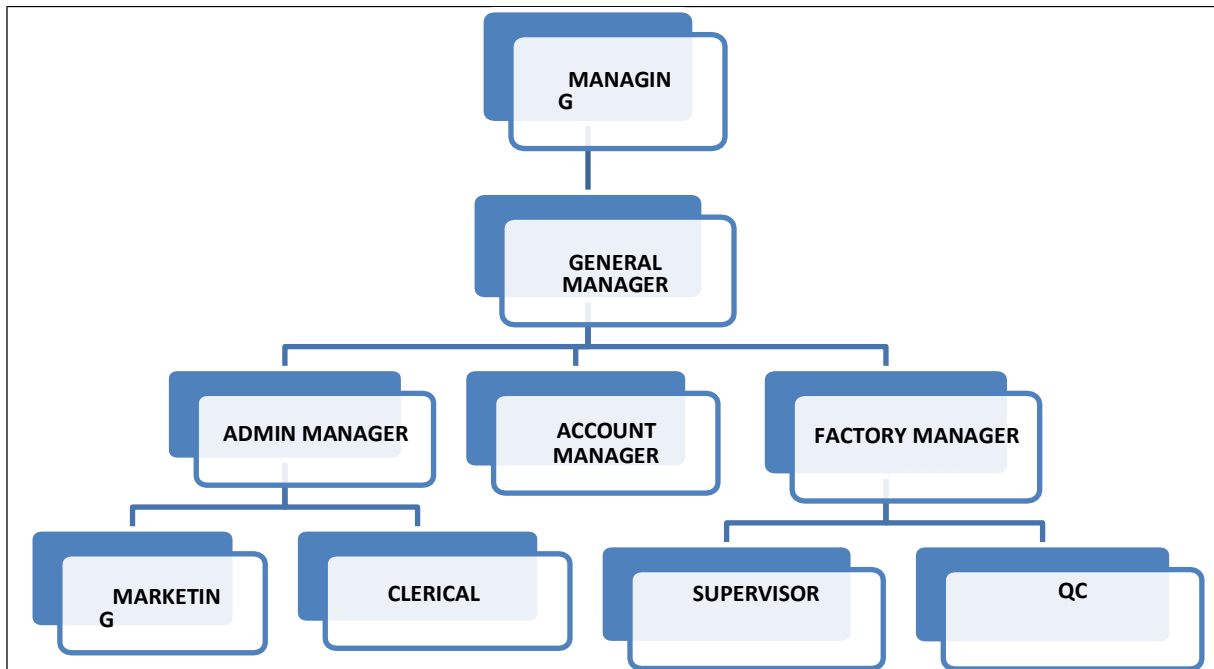 MANAGIN
G
GENERAL
MANAGER
ADMIN MANAGER
ACCOUNT
MANAGER
FACTORY MANAGER
MARKETIN
G
CLERICAL
SUPERVISOR
QC